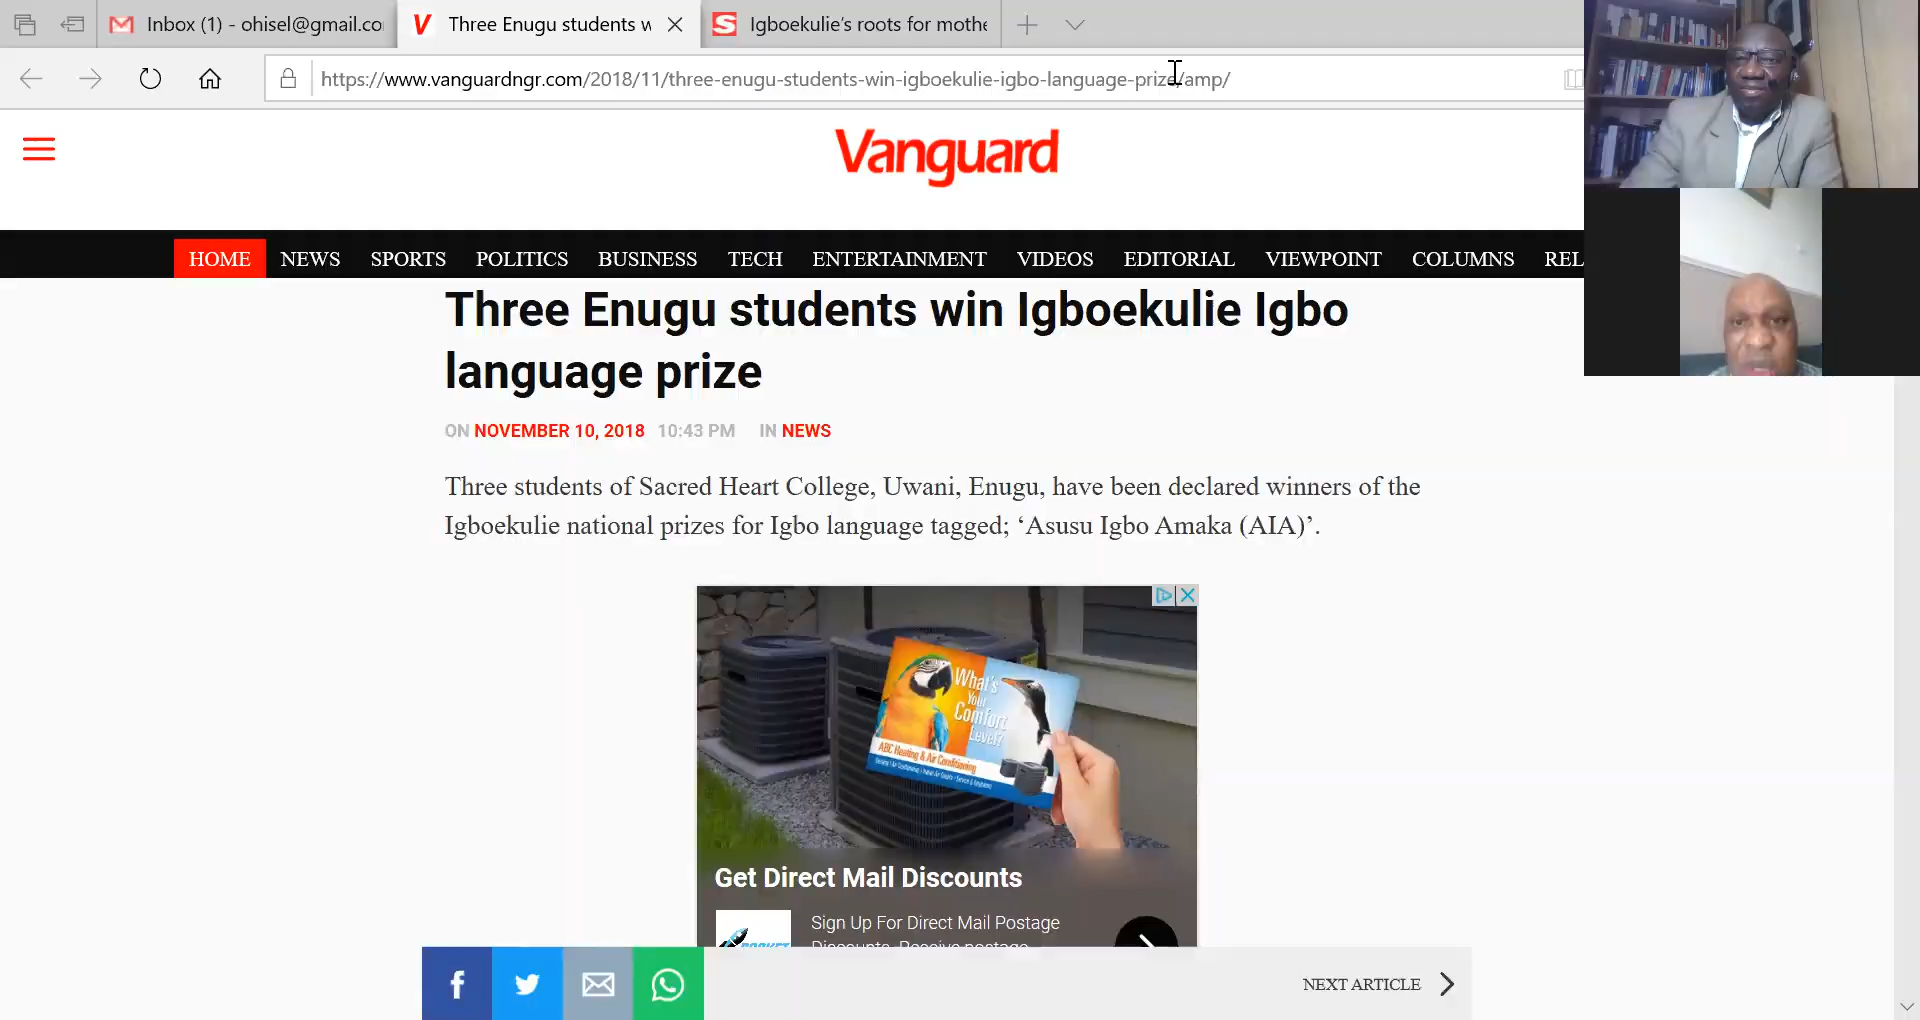 Inbox (1) - ohisel@gmail.co
Three Enugu students w
Igboekulie's roots for mothe
https://www.vanguardngr.com/2018/11/three-enugu-students-win-igboekulie-igbo-language-prize/amp/
Vanguard
HOME NEWS SPORTS POLITICS BUSINESS TECH ENTERTAINMENT VIDEOS EDITORIAL VIEWPOINT COLUMNS REL
Three Enugu students win Igboekulie Igbo
language prize
ON NOVEMBER 10, 2018 10:43 PM IN NEWS
Three students of Sacred Heart College, Uwani, Enugu, have been declared winners of the
Igboekulie national prizes for Igbo language tagged; ‘Asusu Igbo Amaka (AIA)’.
What's
Your
Comfort
Level?
ABC Heating & Air Conditioning
Get Direct Mail Discounts
Sign Up For Direct Mail Postage
Discounts. Receive postage
NEXT ARTICLE